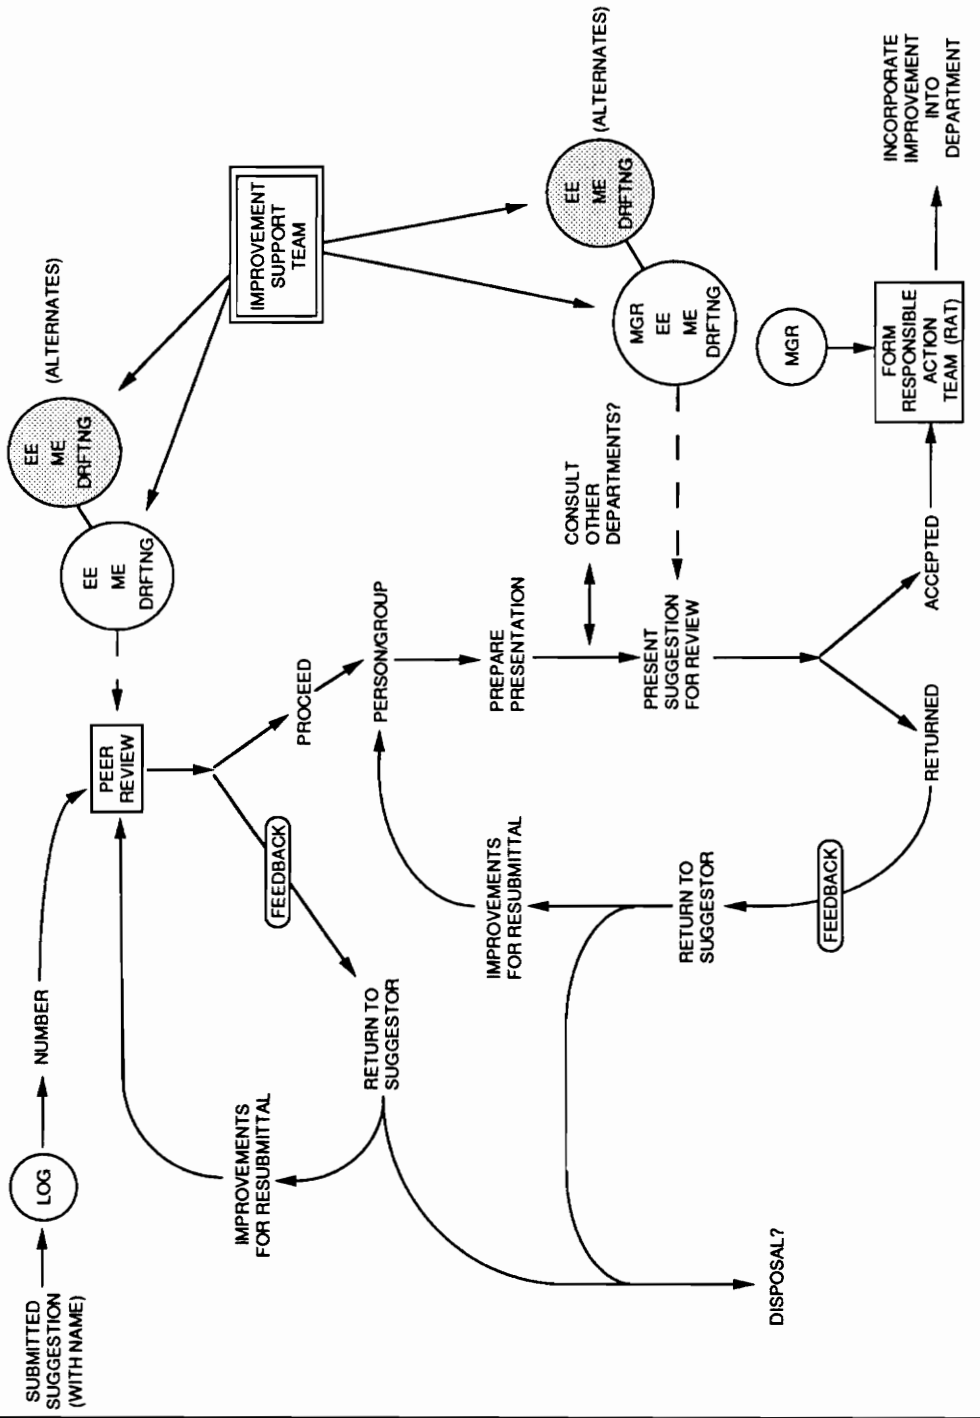 SUBMITTED
SUGGESTION
(WITH NAME)
LOG
NUMBER
PEER
REVIEW
EE
ME
DRFTNG
EE
ME
DRFTNG
(ALTERNATES)
IMPROVEMENT
SUPPORT
TEAM
IMPROVEMENTS
FOR RESUBMITTAL
FEEDBACK
PROCEED
RETURN TO
SUGGESTOR
PERSON/GROUP
IMPROVEMENTS
FOR RESUBMITTAL
PREPARE
PRESENTATION
CONSULT
OTHER
DEPARTMENTS?
EE
ME
DRFTNG
(ALTERNATES)
MGR
EE
ME
DRFTNG
RETURN TO
SUGGESTOR
PRESENT
SUGGESTION
FOR REVIEW
DISPOSAL?
MGR
FEEDBACK
RETURNED
ACCEPTED
FORM
RESPONSIBLE
ACTION
TEAM (RAT)
INCORPORATE
IMPROVEMENT
INTO
DEPARTMENT